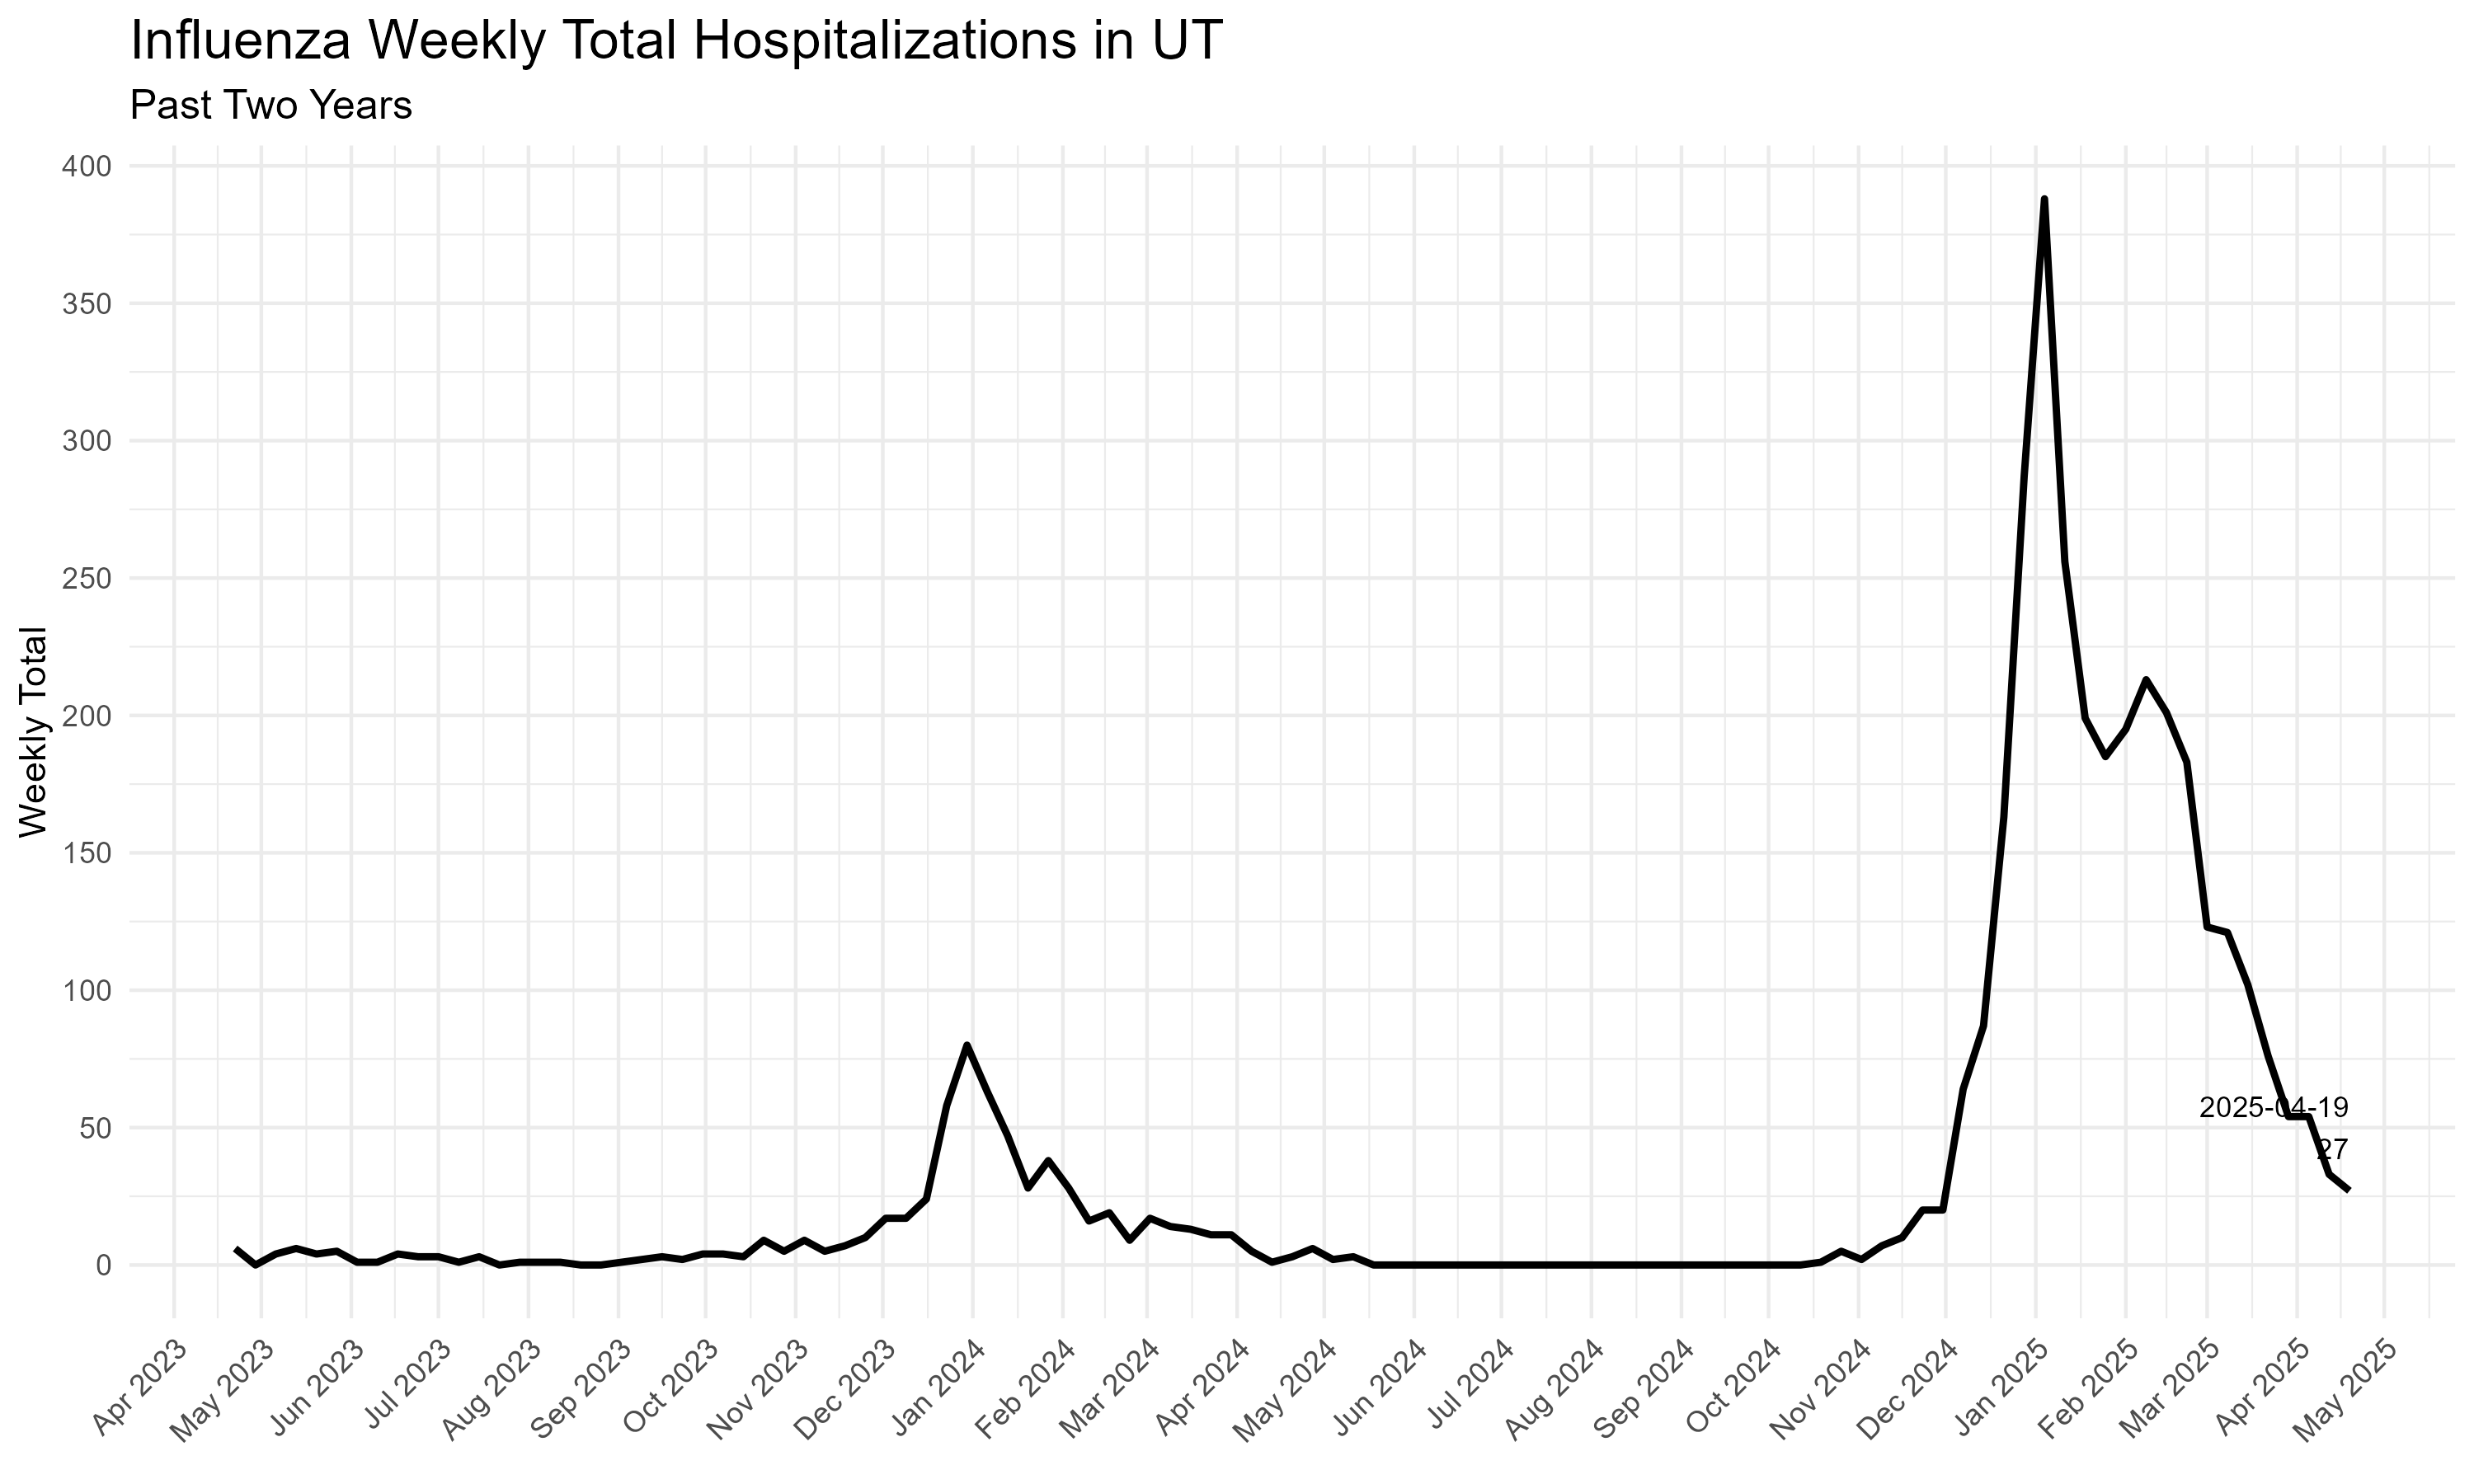 Influenza Weekly Total Hospitalizations in UT
Past Two Years
Weekly Total
400
350
300
250
200
150
100
50
0
2025-04-19
27
Apr 2023
May 2023
Jun 2023
Jul 2023
Aug 2023
Sep 2023
Oct 2023
Nov 2023
Dec 2023
Jan 2024
Feb 2024
Mar 2024
Apr 2024
May 2024
Jun 2024
Jul 2024
Aug 2024
Sep 2024
Oct 2024
Nov 2024
Dec 2024
Jan 2025
Feb 2025
Mar 2025
Apr 2025
May 2025